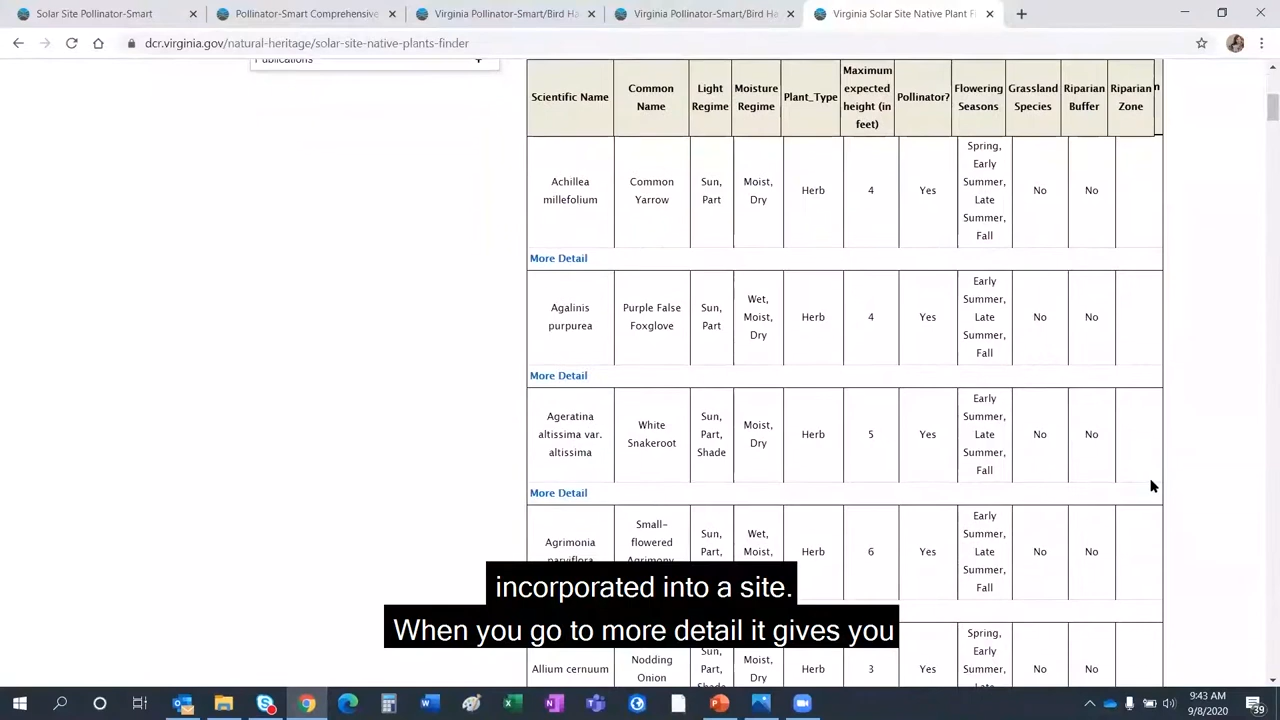 Pollinator-Smart
Pollinator-Smart Comprehensive
Virginia Pollinator-Smart/Bird Ha
Virginia Pollinator-Smart/Bird Ha
Virginia Solar Site Native Plant F
dcr.virginia.gov/natural-heritage/solar-site-native-plants-finder
Publications
Scientific Name
Common
Name
Light
Regime
Moisture
Regime
Plant_Type
Maximum
expected
height (in
feet)
Pollinator?
Flowering
Seasons
Grassland
Species
Riparian
Buffer
Riparian
Zone
n
Achillea
millefolium
Common
Yarrow
Sun,
Part
Moist,
Dry
Herb
4
Yes
Spring,
Early
Summer,
Late
Summer,
Fall
No
No
More Detail
Agalinis
purpurea
Purple False
Foxglove
Sun,
Part
Wet,
Moist,
Dry
Herb
4
Yes
Early
Summer,
Late
Summer,
Fall
No
No
More Detail
Ageratina
altissima var.
altissima
White
Snakeroot
Sun,
Part,
Shade
Moist,
Dry
Herb
5
Yes
Early
Summer,
Late
Summer,
Fall
No
No
More Detail
Agrimonia
parviflora
Small-
flowered
Agrimony
Sun,
Part,
Wet,
Moist,
Herb
6
Yes
Early
Summer,
Late
Summer,
Fall
No
No
Allium cernuum
Nodding
Onion
Sun,
Part,
Shade
Moist,
Dry
Herb
3
Yes
Spring,
Early
Summer,
Late
No
No
incorporated into a site.
When you go to more detail it gives you
9:43 AM
9/8/2020
39